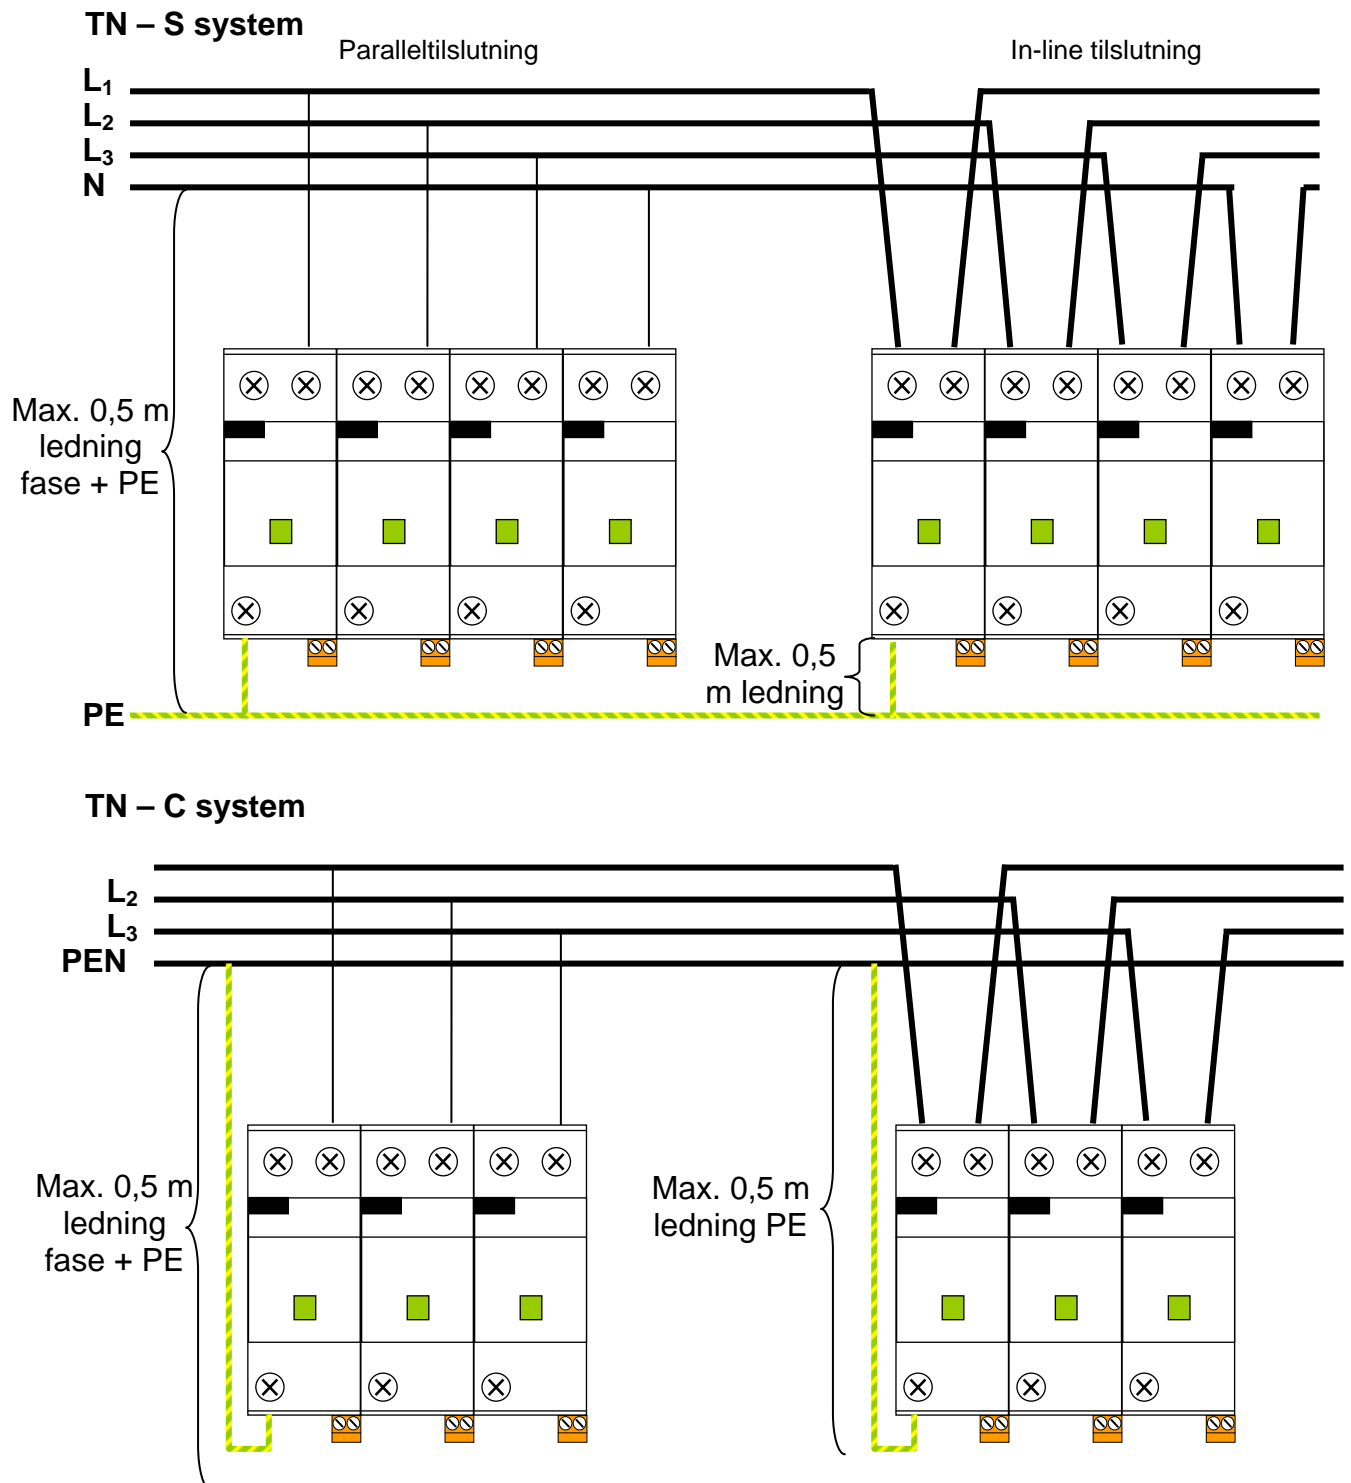 TN – S system
Paralleltilslutning
In-line tilslutning
L₁
L₂
L₃
N
Max. 0,5 m
ledning
fase + PE
Max. 0,5
m ledning
PE
TN – C system
L₂
L₃
PEN
Max. 0,5 m
ledning
fase + PE
Max. 0,5 m
ledning PE